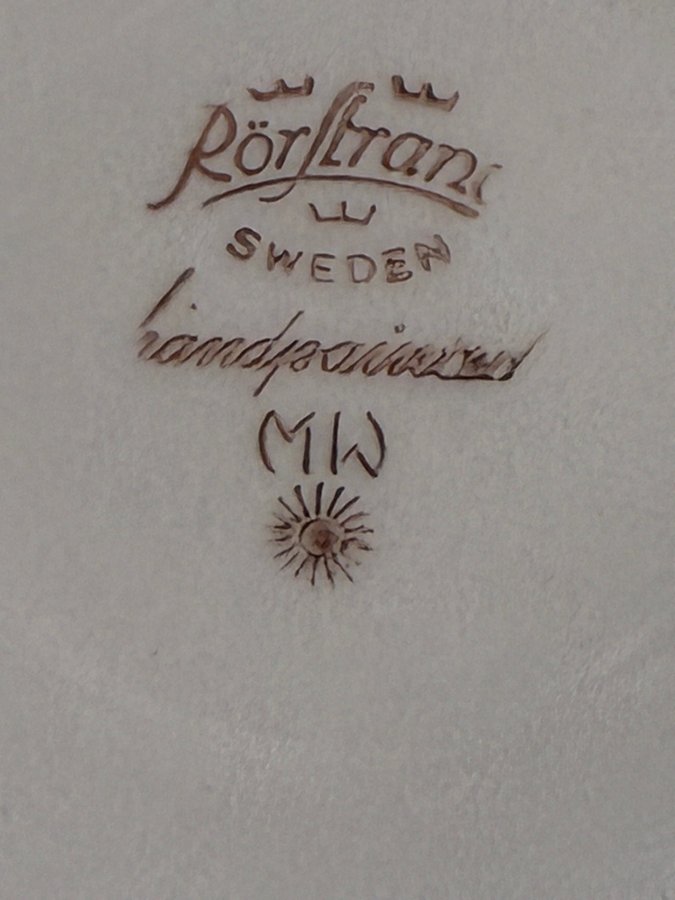 Rörstrand
SWEDEN
handpainted
MW